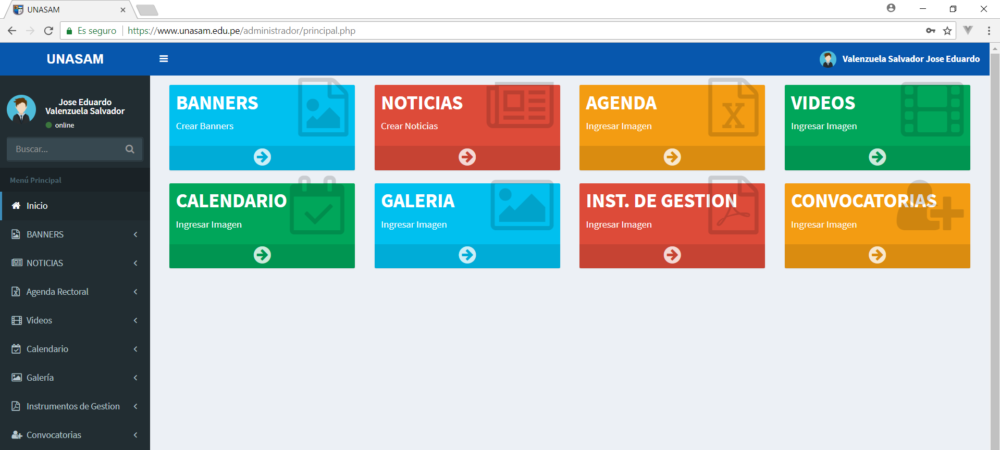 UNASAM
Es seguro
https://www.unasam.edu.pe/administrador/principal.php
UNASAM
Valenzuela Salvador Jose Eduardo
Jose Eduardo
Valenzuela Salvador
online
Buscar...
Menú Principal
Inicio
BANNERS
NOTICIAS
Agenda Rectoral
Videos
Calendario
Galería
Instrumentos de Gestion
Convocatorias
BANNERS
Crear Banners
NOTICIAS
Crear Noticias
AGENDA
Ingresar Imagen
VIDEOS
Ingresar Imagen
CALENDARIO
Ingresar Imagen
GALERIA
Ingresar Imagen
INST. DE GESTION
Ingresar Imagen
CONVOCATORIAS
Ingresar Imagen